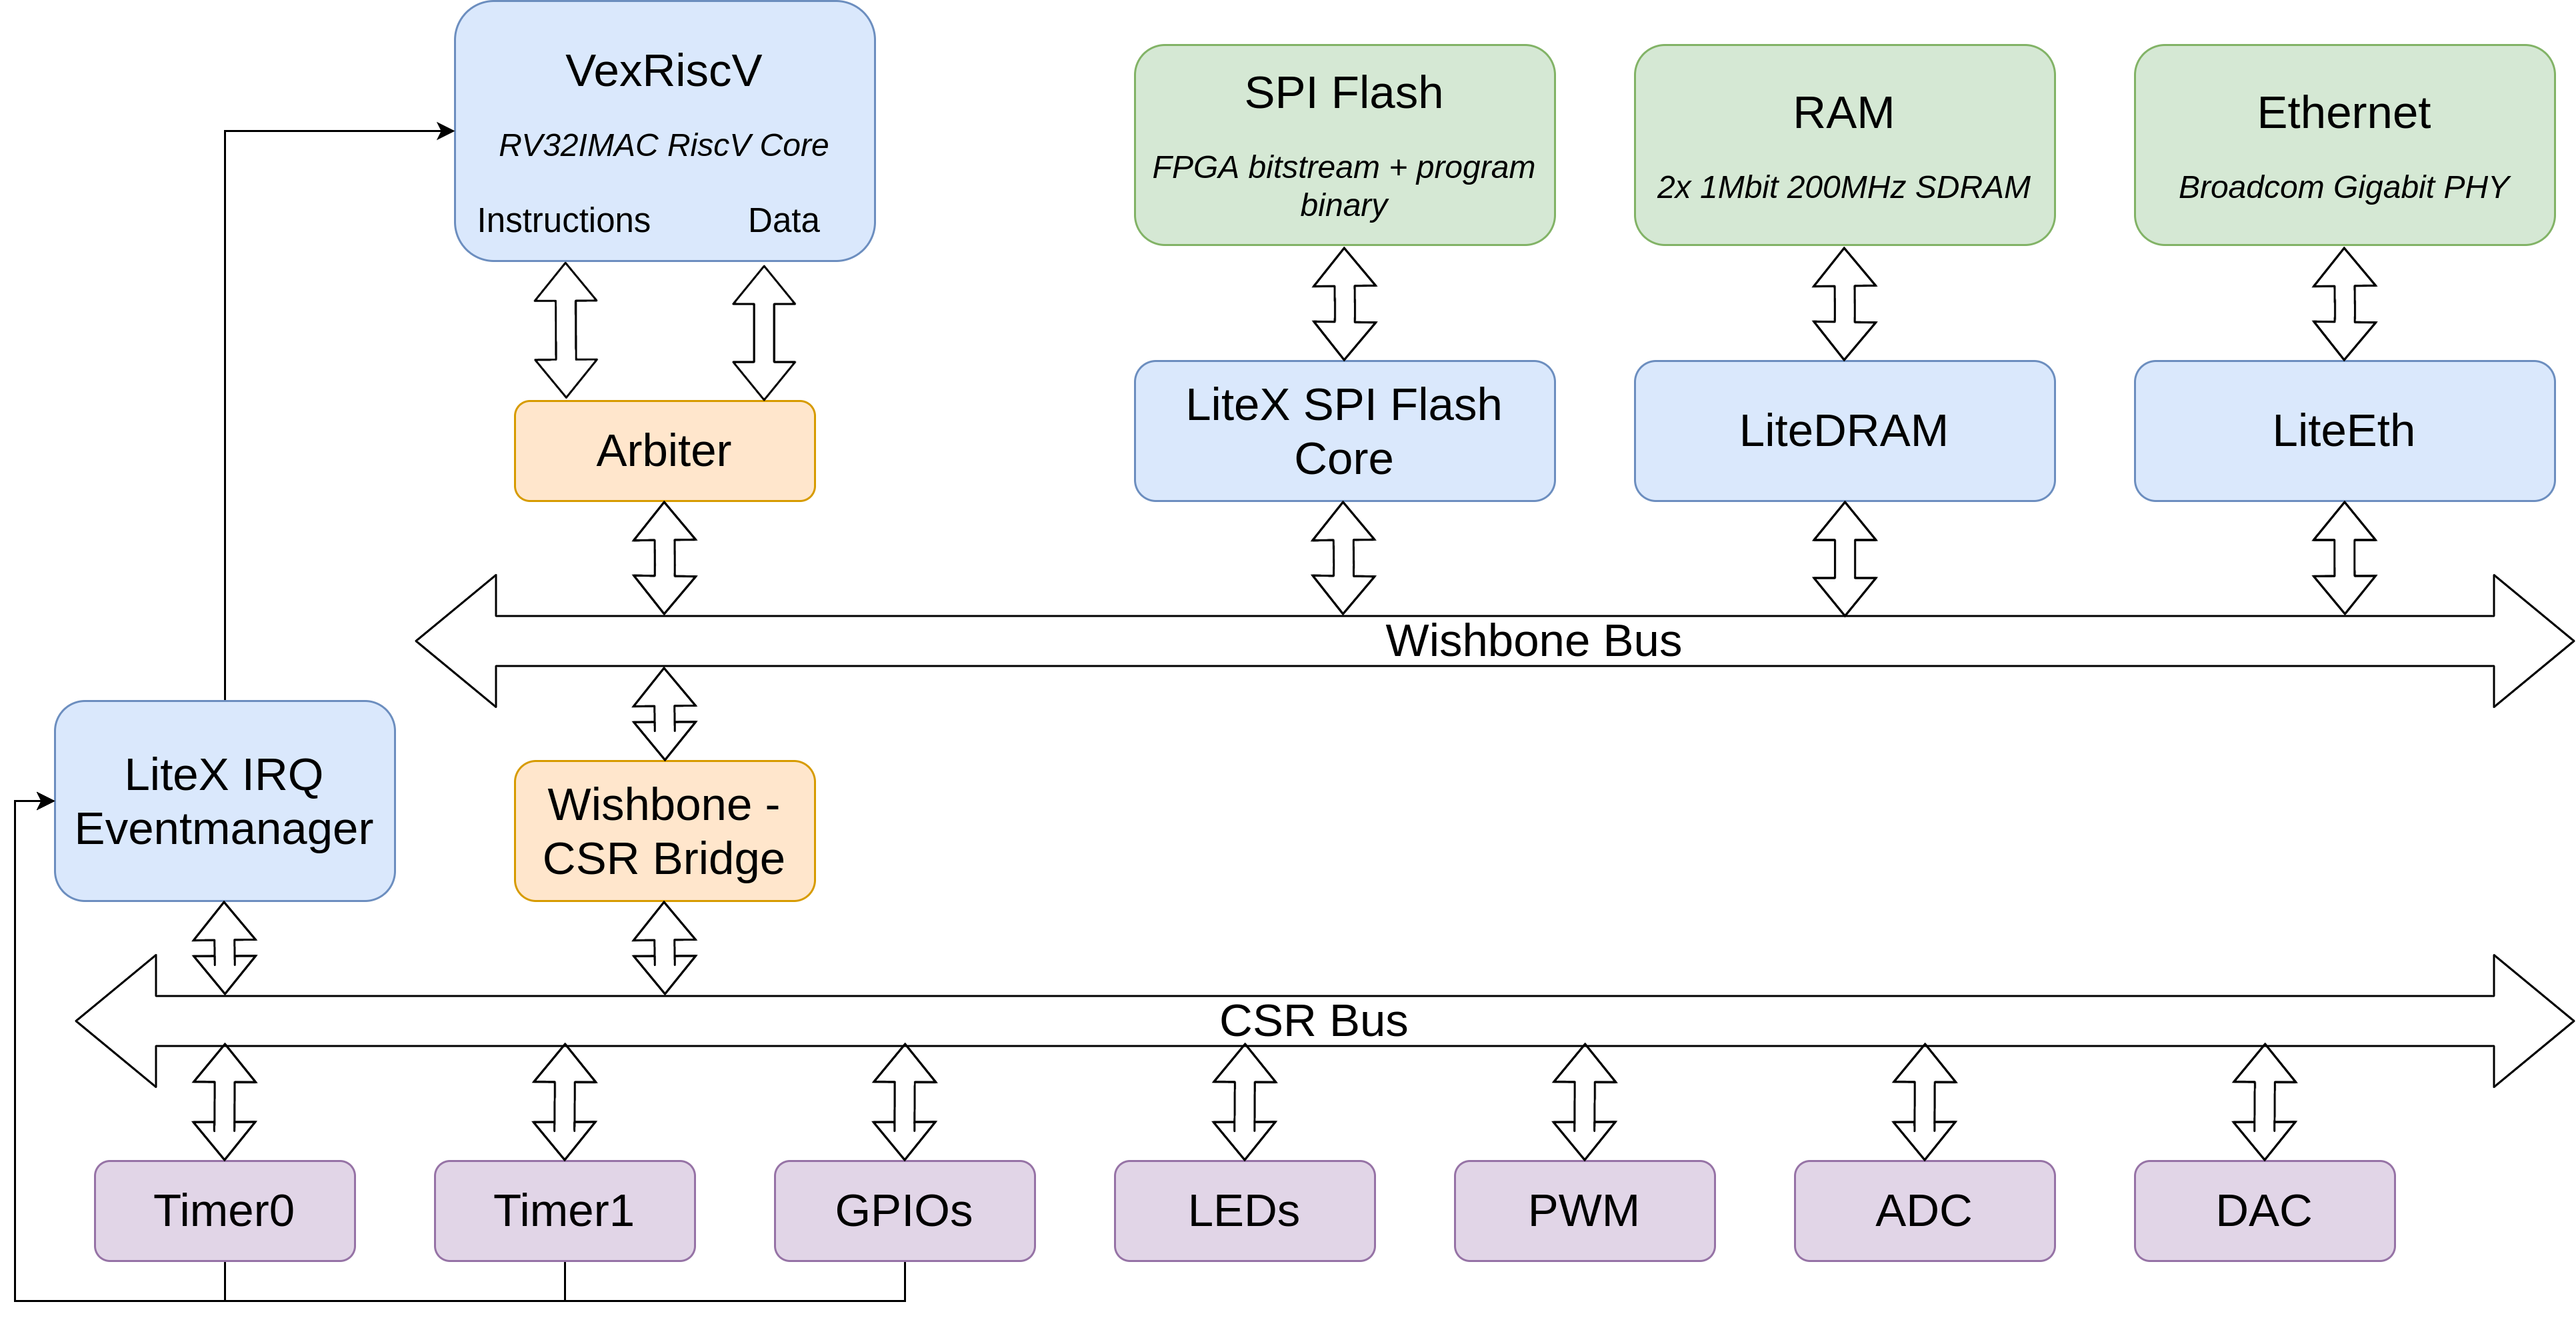 VexRiscV
RV32IMAC RiscV Core
Instructions Data
SPI Flash
FPGA bitstream + program
binary
RAM
2x 1Mbit 200MHz SDRAM
Ethernet
Broadcom Gigabit PHY
Arbiter
LiteX SPI Flash
Core
LiteDRAM
LiteEth
Wishbone Bus
LiteX IRQ
Eventmanager
Wishbone -
CSR Bridge
CSR Bus
Timer0
Timer1
GPIOs
LEDs
PWM
ADC
DAC